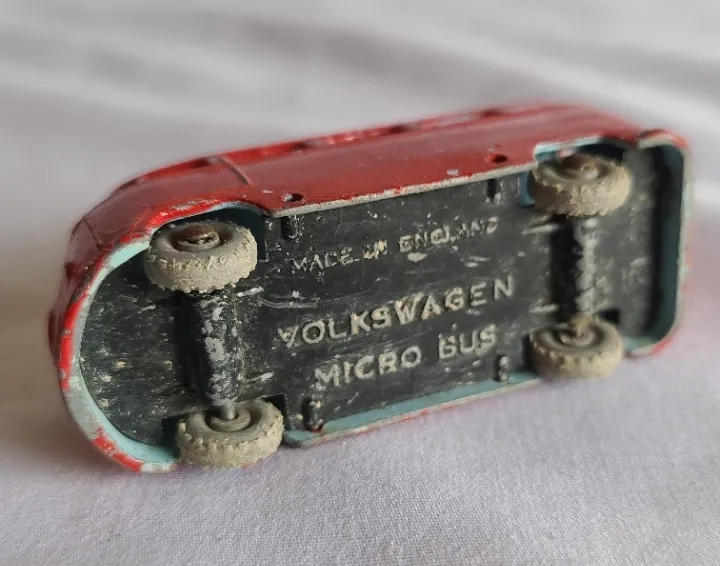 MADE IN ENGLAND
VOLKSWAGEN
MICRO BUS